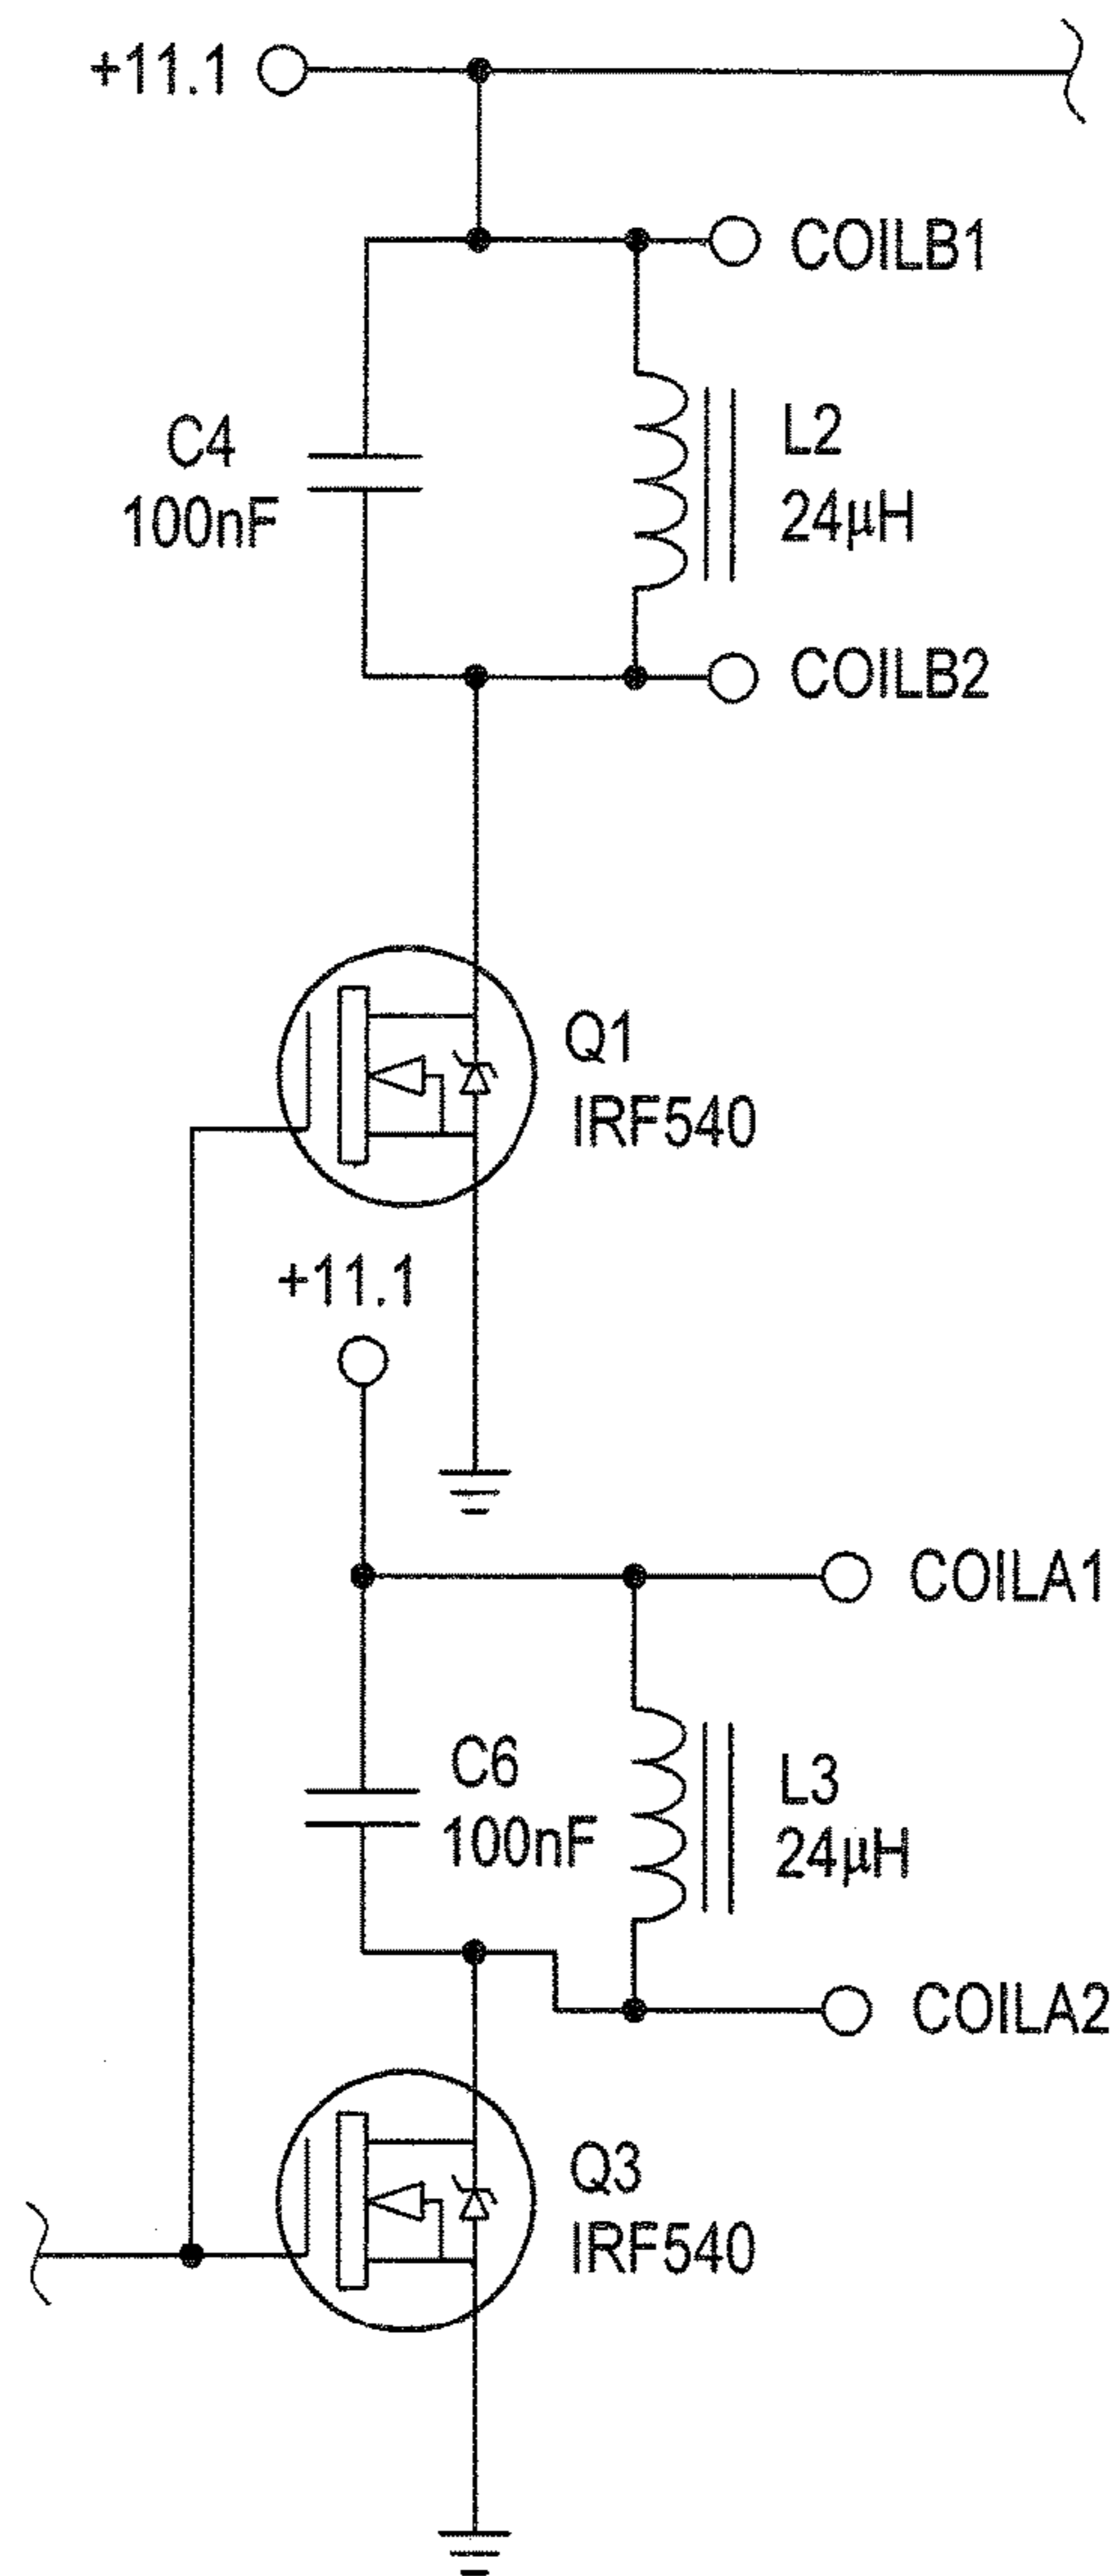 +11.1
COILB1
C4
100nF
L2
24µH
COILB2
Q1
IRF540
+11.1
COILA1
C6
100nF
L3
24µH
COILA2
Q3
IRF540